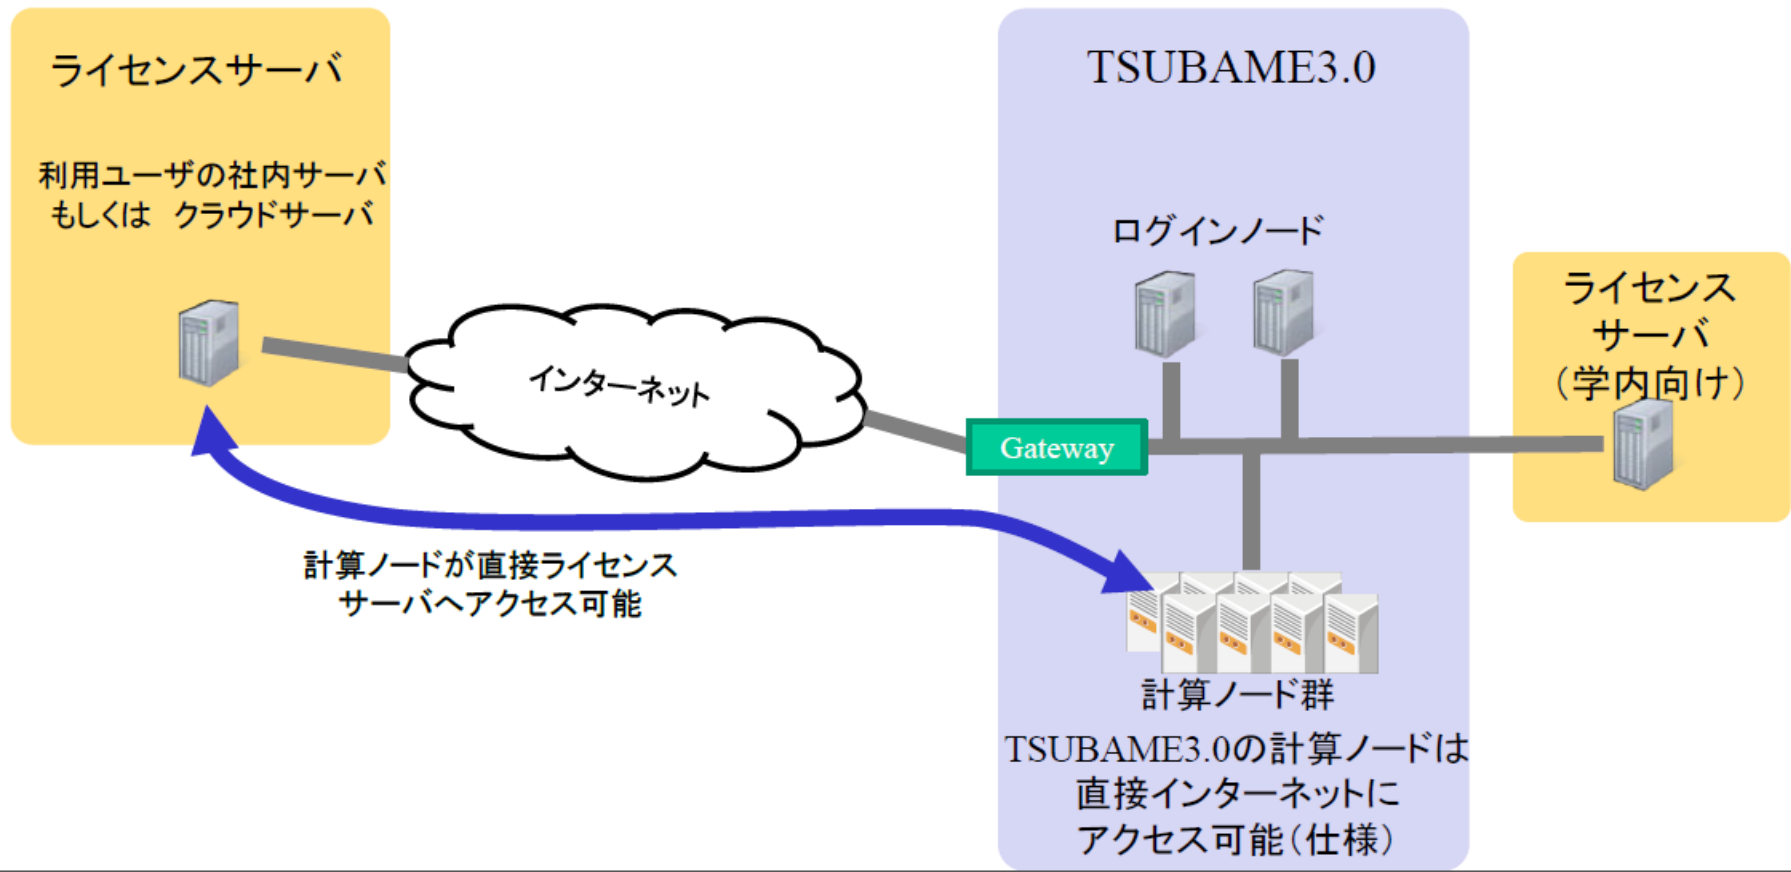 ライセンスサーバ
利用ユーザの社内サーバ
もしくは　クラウドサーバ
インターネット
計算ノードが直接ライセンス
サーバへアクセス可能
TSUBAME3.0
ログインノード
Gateway
計算ノード群
TSUBAME3.0の計算ノードは
直接インターネットに
アクセス可能（仕様）
ライセンス
サーバ
（学内向け）